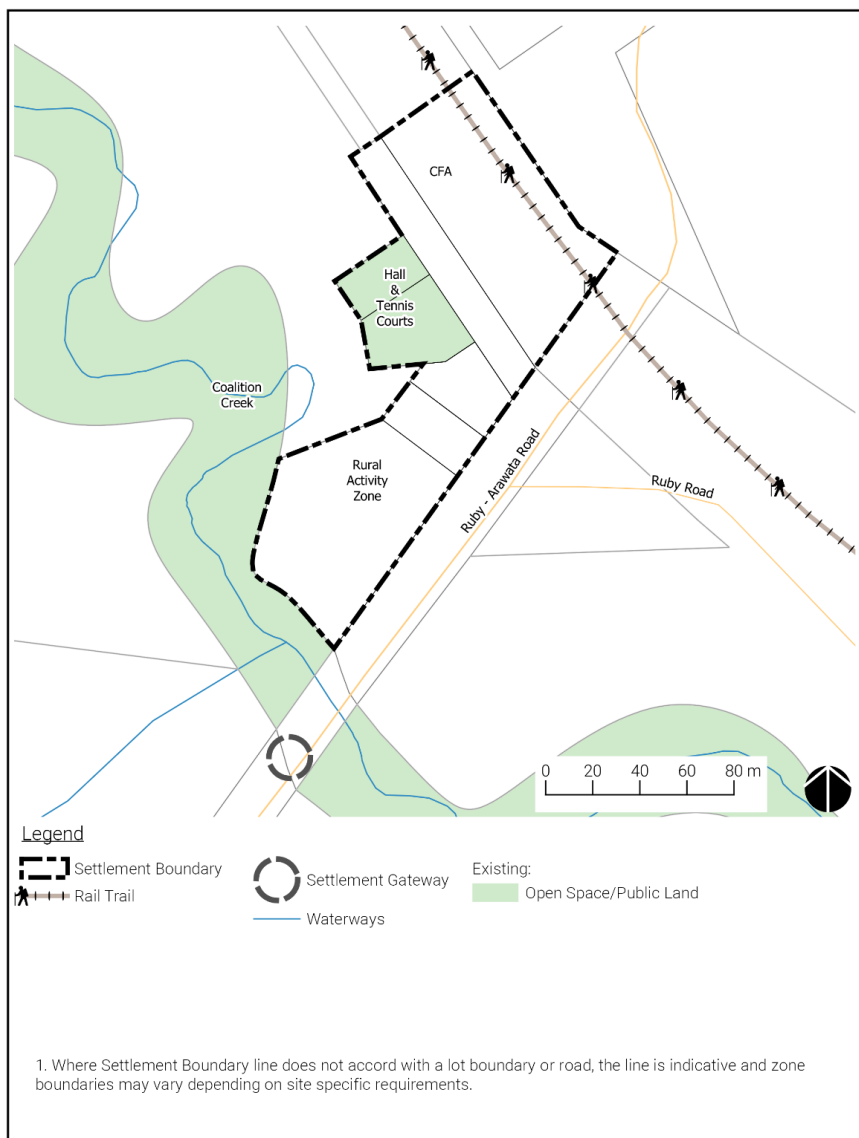 CFA
Hall
&
Tennis
Courts
Coalition
Creek
Rural
Activity
Zone
Ruby - Arawata Road
Ruby Road
0 20 40 60 80 m
Legend
Settlement Boundary
Rail Trail
Settlement Gateway
Waterways
Existing:
Open Space/Public Land
1. Where Settlement Boundary line does not accord with a lot boundary or road, the line is indicative and zone
boundaries may vary depending on site specific requirements.